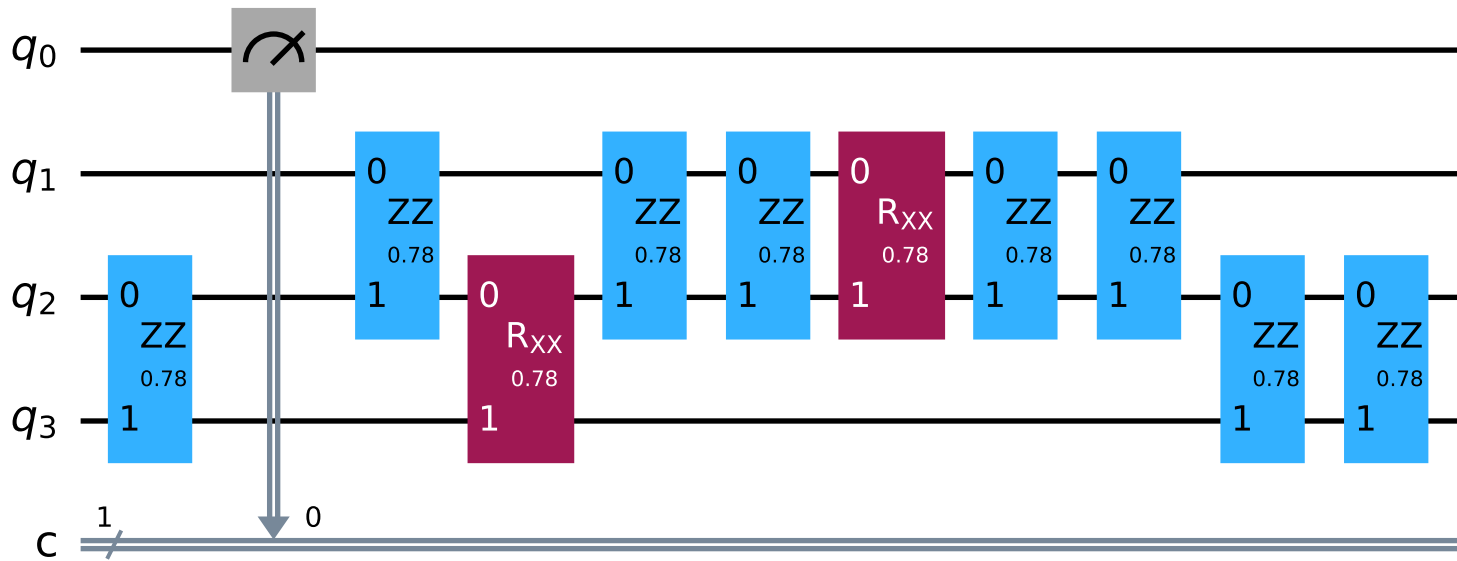 q0
0 0 0 0 0 0
ZZ ZZ ZZ RXX ZZ ZZ
0.78 0.78 0.78 0.78 0.78 0.78
q1
1 1 1 1 1 1
0 0 0 0
ZZ RXX ZZ ZZ
0.78 0.78 0.78 0.78
q2
1 1 1 1
q3
1 0
c